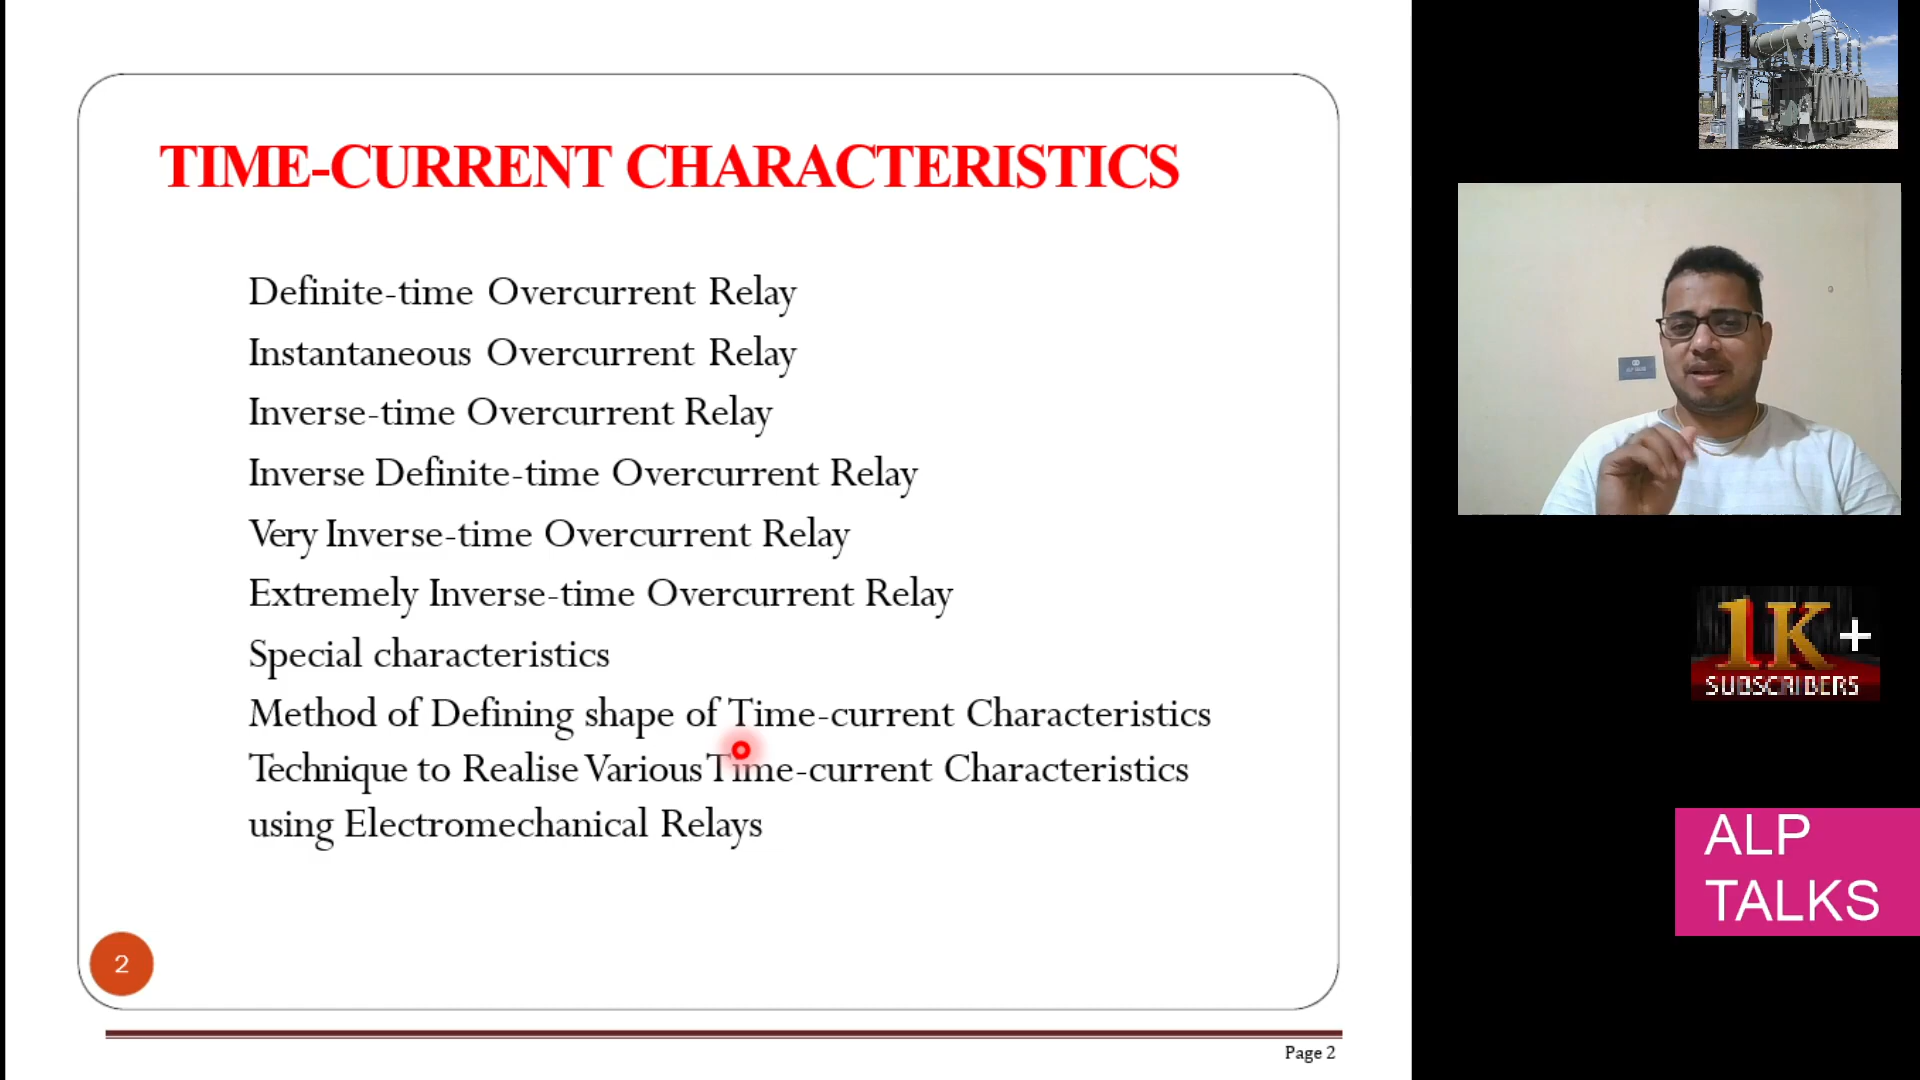 TIME-CURRENT CHARACTERISTICS
Definite-time Overcurrent Relay
Instantaneous Overcurrent Relay
Inverse-time Overcurrent Relay
Inverse Definite-time Overcurrent Relay
Very Inverse-time Overcurrent Relay
Extremely Inverse-time Overcurrent Relay
Special characteristics
Method of Defining shape of Time-current Characteristics
Technique to Realise Various Time-current Characteristics
using Electromechanical Relays
2
Page 2
1K+
SUBSCRIBERS
ALP
TALKS